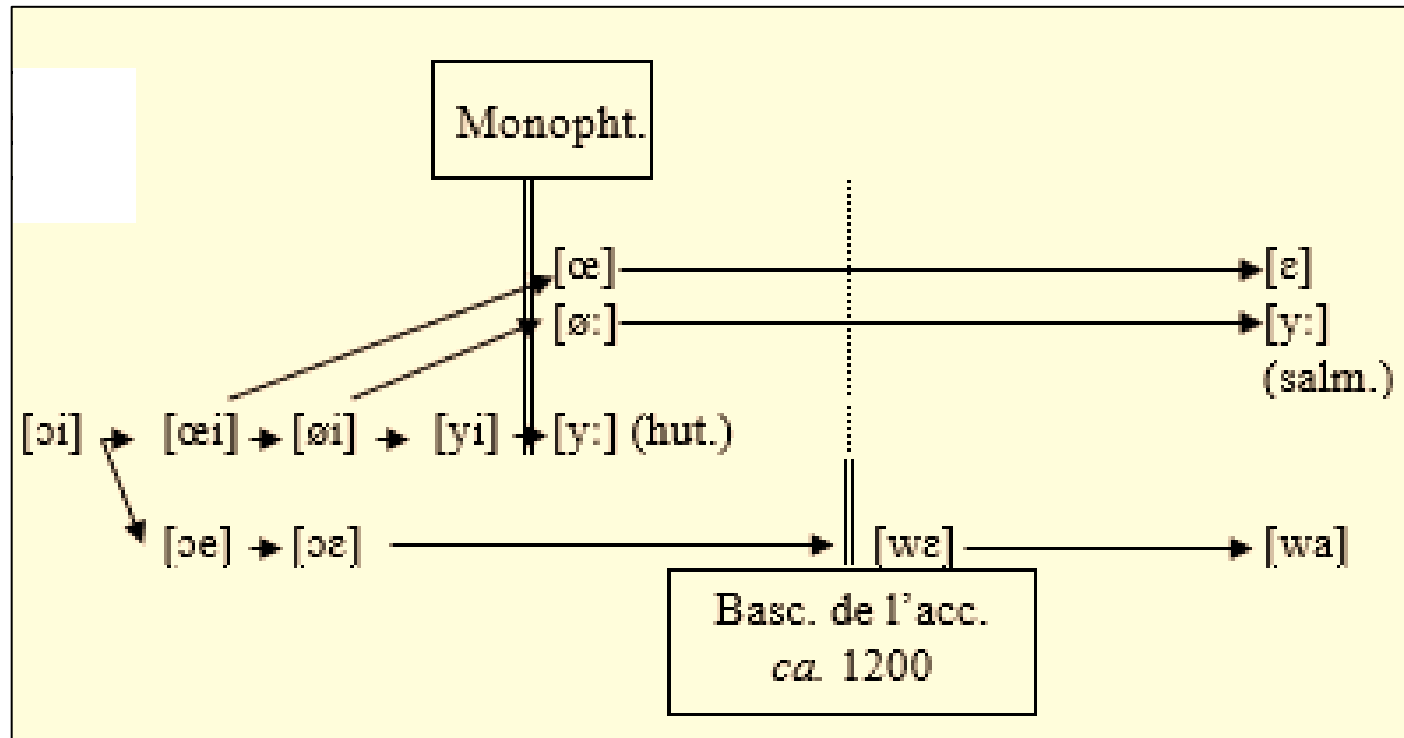 Monopht.
[œ] [ɛ]
[ø:] [y:]
(salm.)
[ɔi] [œi] [øi] [yi] [y:] (hut.)
[ɔe] [ɔɛ] [wɛ] [wa]
Basc. de l’acc.
ca. 1200